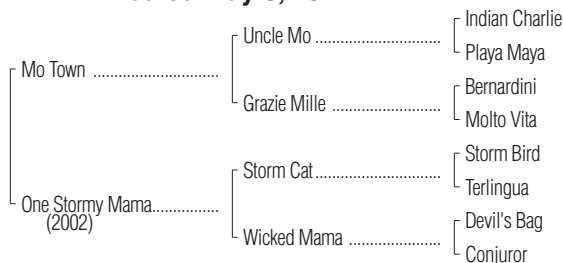 Indian Charlie
Uncle Mo
Playa Maya
Mo Town
Bernardini
Grazie Mille
Molto Vita
Storm Bird
Storm Cat
Terlingua
One Stormy Mama
(2002)
Devil's Bag
Wicked Mama
Conjuror